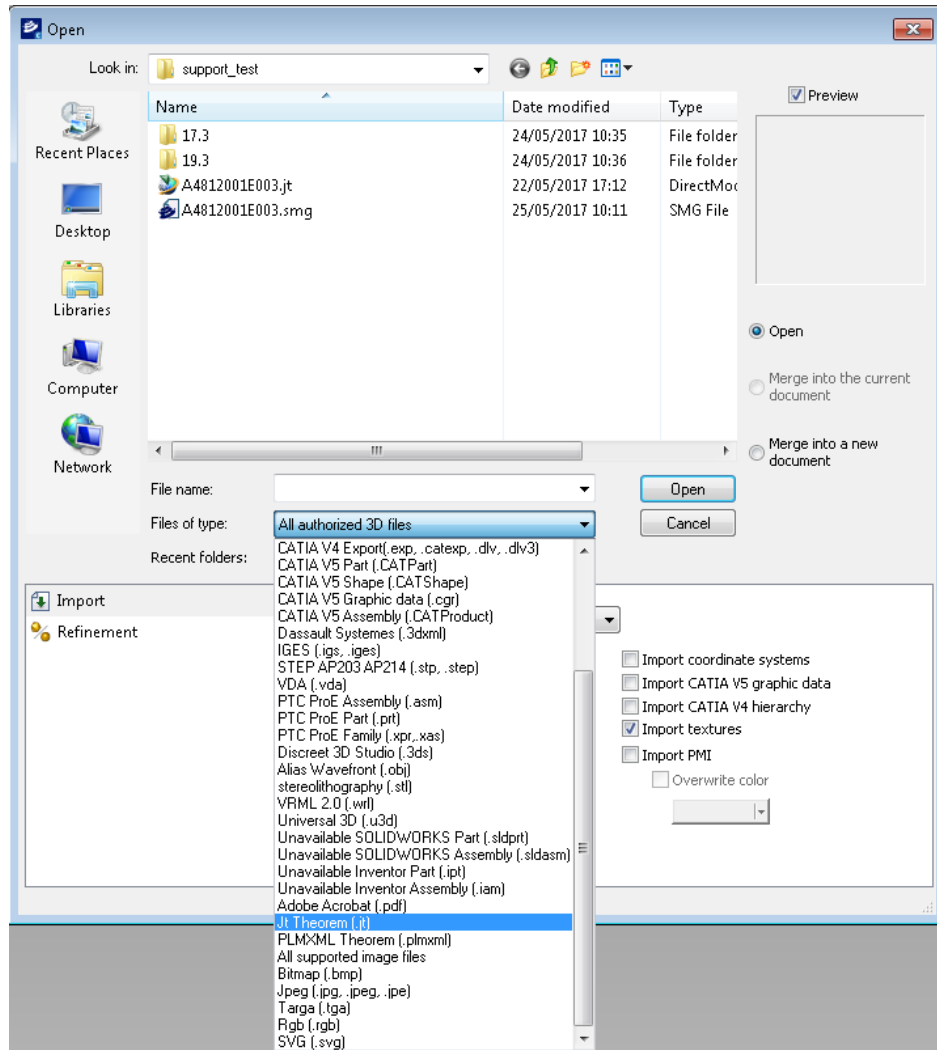 Open
Look in:
support_test
Preview
Name
Date modified
Type
Recent Places
17.3
24/05/2017 10:35
File folder
19.3
24/05/2017 10:36
File folder
A4812001E003.jt
22/05/2017 17:12
DirectMod
A4812001E003.smg
25/05/2017 10:11
SMG File
Desktop
Libraries
Computer
Network
Open
Merge into the current
document
Merge into a new
document
File name:
Open
Files of type:
All authorized 3D files
Cancel
Recent folders:
CATIA V4 Export(.exp, .catexp, .dlv, .dlv3)
CATIA V5 Part (.CATPart)
CATIA V5 Shape (.CATShape)
CATIA V5 Graphic data (.cgr)
CATIA V5 Assembly (.CATProduct)
Dassault Systemes (.3dxml)
IGES (.igs, .iges)
STEP AP203 AP214 (.stp, .step)
VDA (.vda)
PTC ProE Assembly (.asm)
PTC ProE Part (.prt)
PTC ProE Family (.xpr,.xas)
Discreet 3D Studio (.3ds)
Alias Wavefront (.obj)
stereolithography (.stl)
VRML 2.0 (.wrl)
Universal 3D (.u3d)
Unavailable SOLIDWORKS Part (.sldprt)
Unavailable SOLIDWORKS Assembly (.sldasm)
Unavailable Inventor Part (.ipt)
Unavailable Inventor Assembly (.iam)
Adobe Acrobat (.pdf)
Jt Theorem (.jt)
PLMXML Theorem (.plmxml)
All supported image files
Bitmap (.bmp)
Jpeg (.jpg, .jpeg, .jpe)
Targa (.tga)
Rgb (.rgb)
SVG (.svg)
Import
Refinement
Import coordinate systems
Import CATIA V5 graphic data
Import CATIA V4 hierarchy
Import textures
Import PMI
Overwrite color